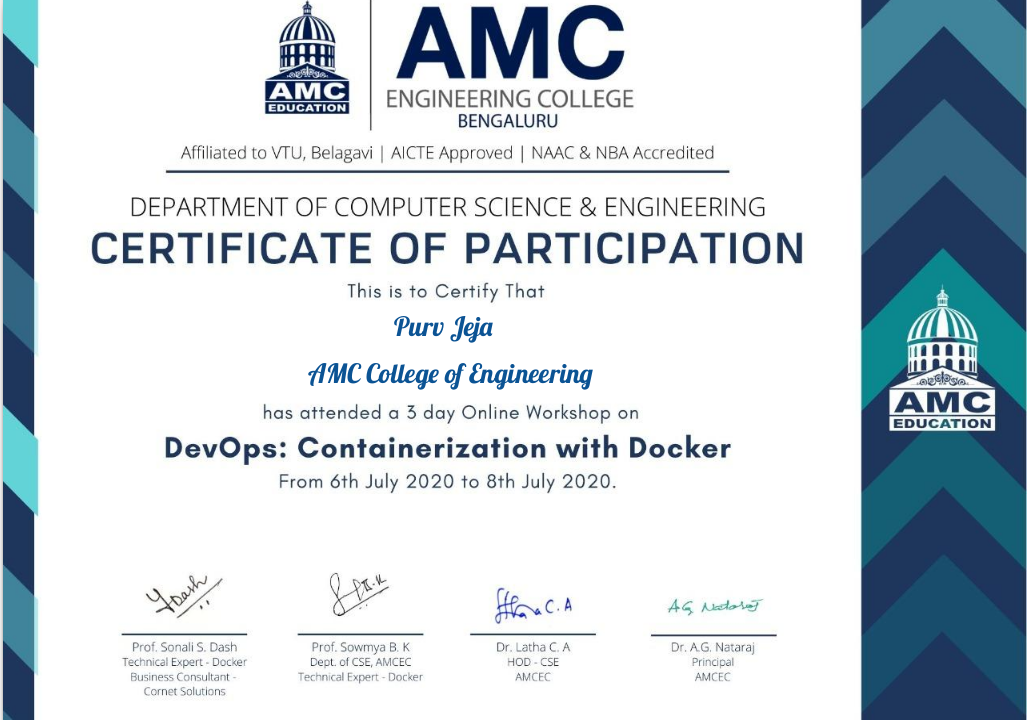 AMC
EDUCATION
AMC
ENGINEERING COLLEGE
BENGALURU
Affiliated to VTU, Belagavi | AICTE Approved | NAAC & NBA Accredited
DEPARTMENT OF COMPUTER SCIENCE & ENGINEERING
CERTIFICATE OF PARTICIPATION
This is to Certify That
Purv Jeja
AMC College of Engineering
has attended a 3 day Online Workshop on
DevOps: Containerization with Docker
From 6th July 2020 to 8th July 2020.
AMC
EDUCATION
YDash
Latha C. A
AG Nataraj
Prof. Sonali S. Dash
Technical Expert - Docker
Business Consultant -
Cornet Solutions
Prof. Sowmya B. K
Dept. of CSE, AMCEC
Technical Expert - Docker
Dr. Latha C. A
HOD - CSE
AMCEC
Dr. A.G. Nataraj
Principal
AMCEC